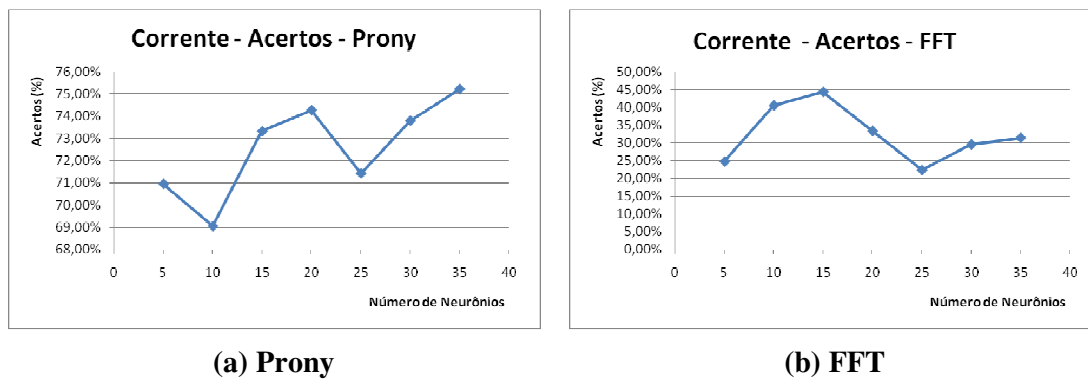 Corrente - Acertos - Prony
Acertos (%)
76,00%
75,00%
74,00%
73,00%
72,00%
71,00%
70,00%
69,00%
68,00%
0 5 10 15 20 25 30 35 40
Número de Neurônios
(a) Prony
Corrente - Acertos - FFT
Acertos (%)
50,00%
45,00%
40,00%
35,00%
30,00%
25,00%
20,00%
15,00%
10,00%
5,00%
0,00%
0 5 10 15 20 25 30 35 40
Número de Neurônios
(b) FFT